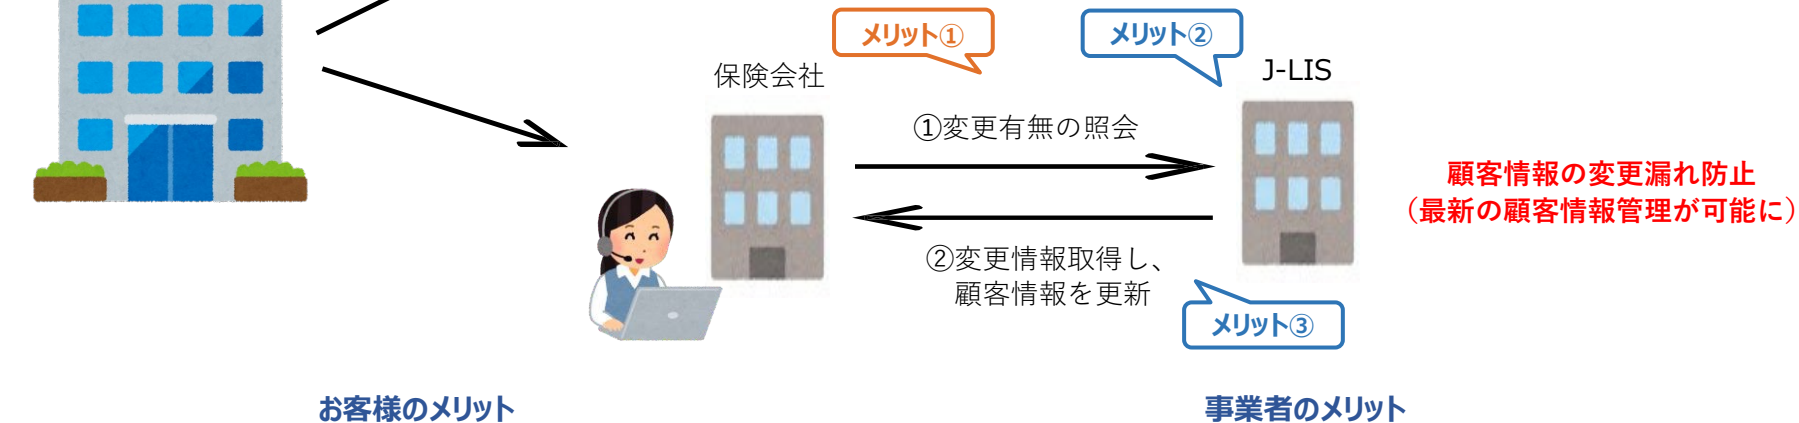 メリット①
メリット②
保険会社
J-LIS
①変更有無の照会
顧客情報の変更漏れ防止
（最新の顧客情報管理が可能に）
②変更情報取得し、
顧客情報を更新
メリット③
お客様のメリット
事業者のメリット